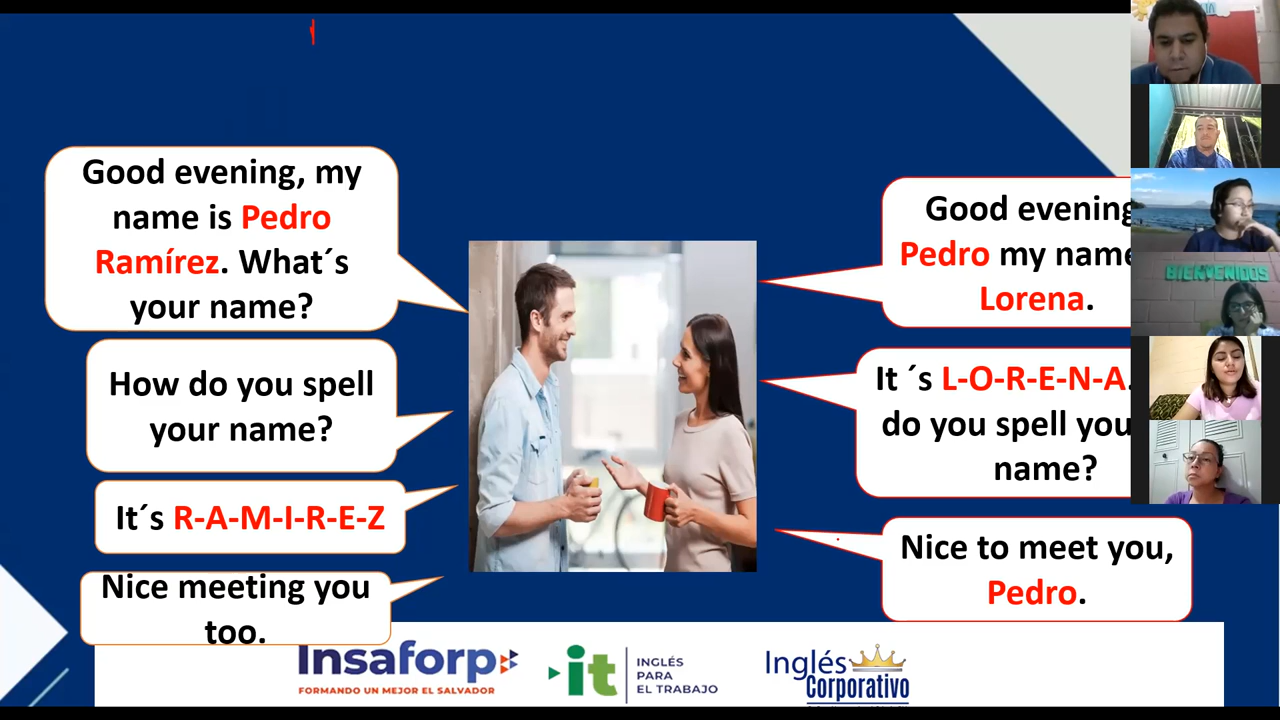 Good evening, my
name is Pedro
Ramírez. What´s
your name?
Good evening
Pedro my name
Lorena.
How do you spell
your name?
It ´s L-O-R-E-N-A.
do you spell
name?
It´s R-A-M-I-R-E-Z
Nice to meet you,
Pedro.
Nice meeting you
too.
BIENVENIDOS
Insaforp
FORMANDO UN MEJOR EL SALVADOR
it
INGLÉS
PARA
EL TRABAJO
Inglés
Corporativo